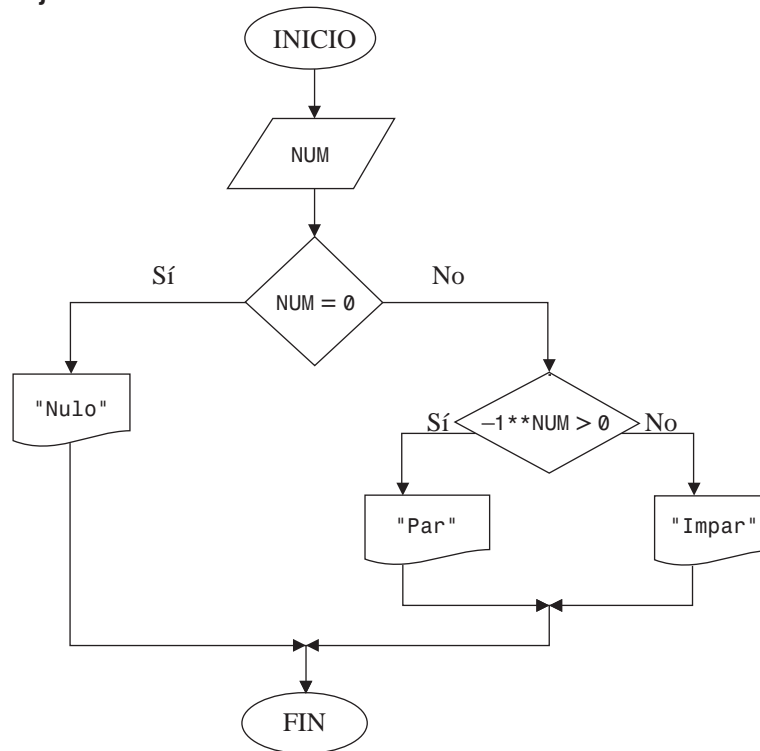 INICIO
NUM
Sí
No
NUM = 0
"Nulo"
Sí
–1**NUM > 0
No
"Par"
"Impar"
FIN